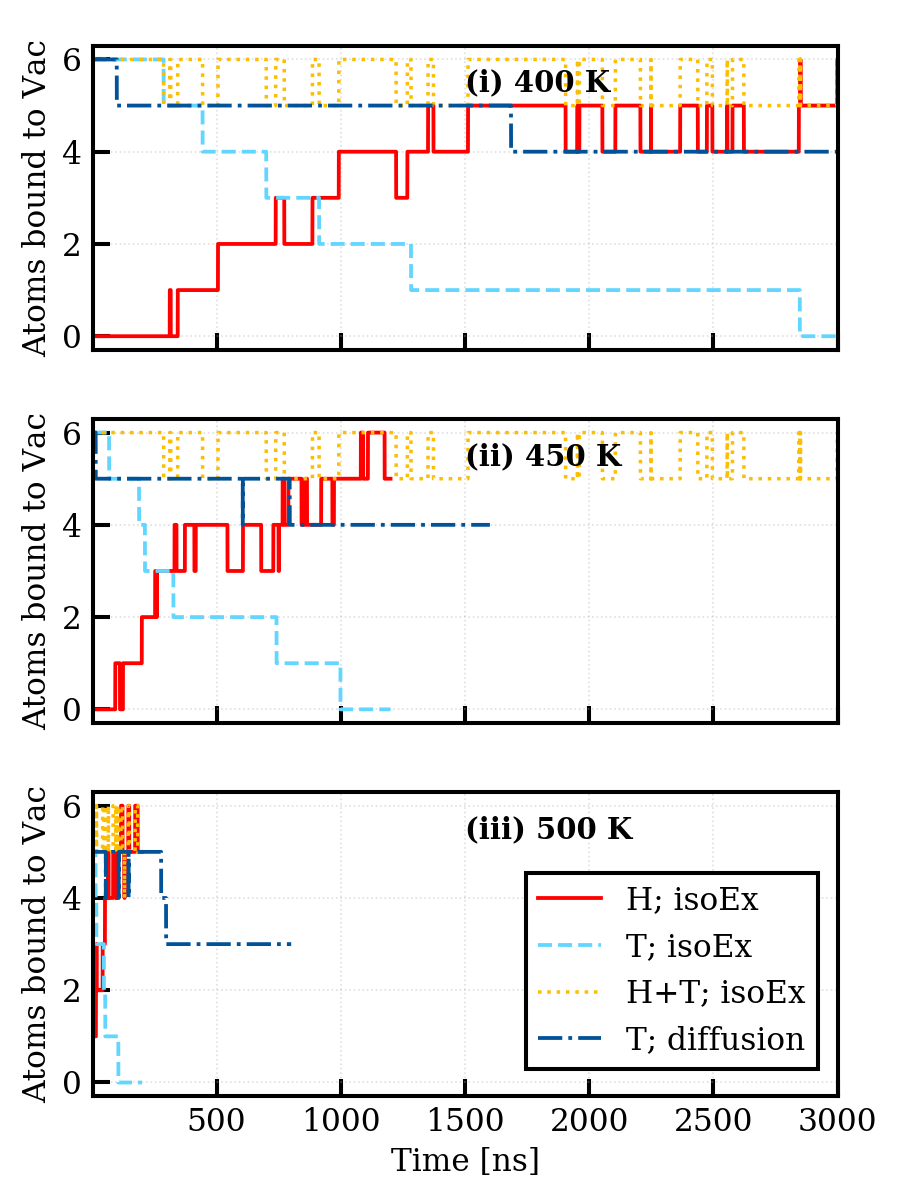 Atoms bound to Vac
6
4
2
0
(i) 400 K
Atoms bound to Vac
6
4
2
0
(ii) 450 K
Atoms bound to Vac
6
4
2
0
(iii) 500 K
H; isoEx
T; isoEx
H+T; isoEx
T; diffusion
500 1000 1500 2000 2500 3000
Time [ns]